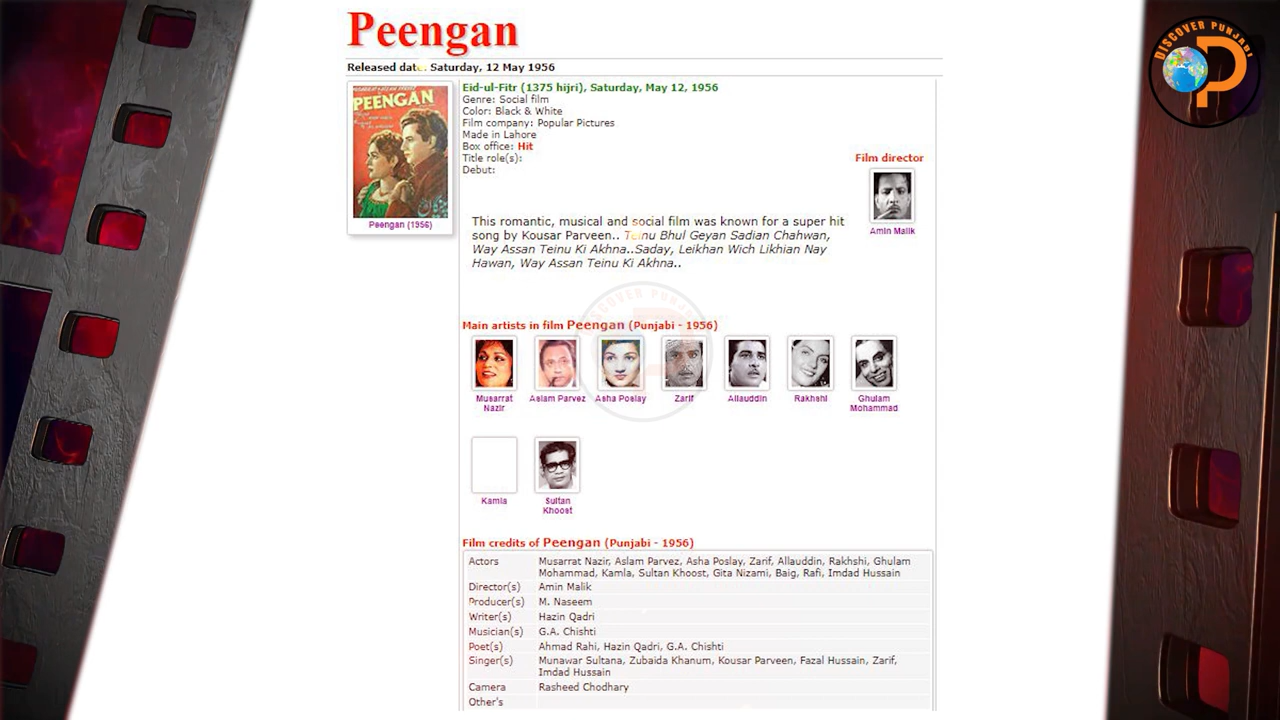 Peengan
Released date: Saturday, 12 May 1956
DISCOVER PUNJABI
PEENGAN
Peengan (1956)
Eid-ul-Fitr (1375 hijri), Saturday, May 12, 1956
Genre: Social film
Color: Black & White
Film company: Popular Pictures
Made in Lahore
Box office: Hit
Title role(s):
Debut:
Film director
Amin Malik
This romantic, musical and social film was known for a super hit
song by Kousar Parveen.. Teinu Bhul Geyan Sadian Chahwan,
Way Assan Teinu Ki Akhna..Saday, Leikhan Wich Likhian Nay
Hawan, Way Assan Teinu Ki Akhna..
Main artists in film Peengan (Punjabi - 1956)
Musarrat Nazir
Aslam Parvez
Asha Poslay
Zarif
Allauddin
Rakhshi
Ghulam Mohammad
Kamla
Sultan Khoost
Film credits of Peengan (Punjabi - 1956)
Actors Musarrat Nazir, Aslam Parvez, Asha Poslay, Zarif, Allauddin, Rakhshi, Ghulam
Mohammad, Kamla, Sultan Khoost, Gita Nizami, Baig, Rafi, Imdad Hussain
Director(s) Amin Malik
Producer(s) M. Naseem
Writer(s) Hazin Qadri
Musician(s) G.A. Chishti
Poet(s) Ahmad Rahi, Hazin Qadri, G.A. Chishti
Singer(s) Munawar Sultana, Zubaida Khanum, Kousar Parveen, Fazal Hussain, Zarif,
Imdad Hussain
Camera Rasheed Chodhary
Other's